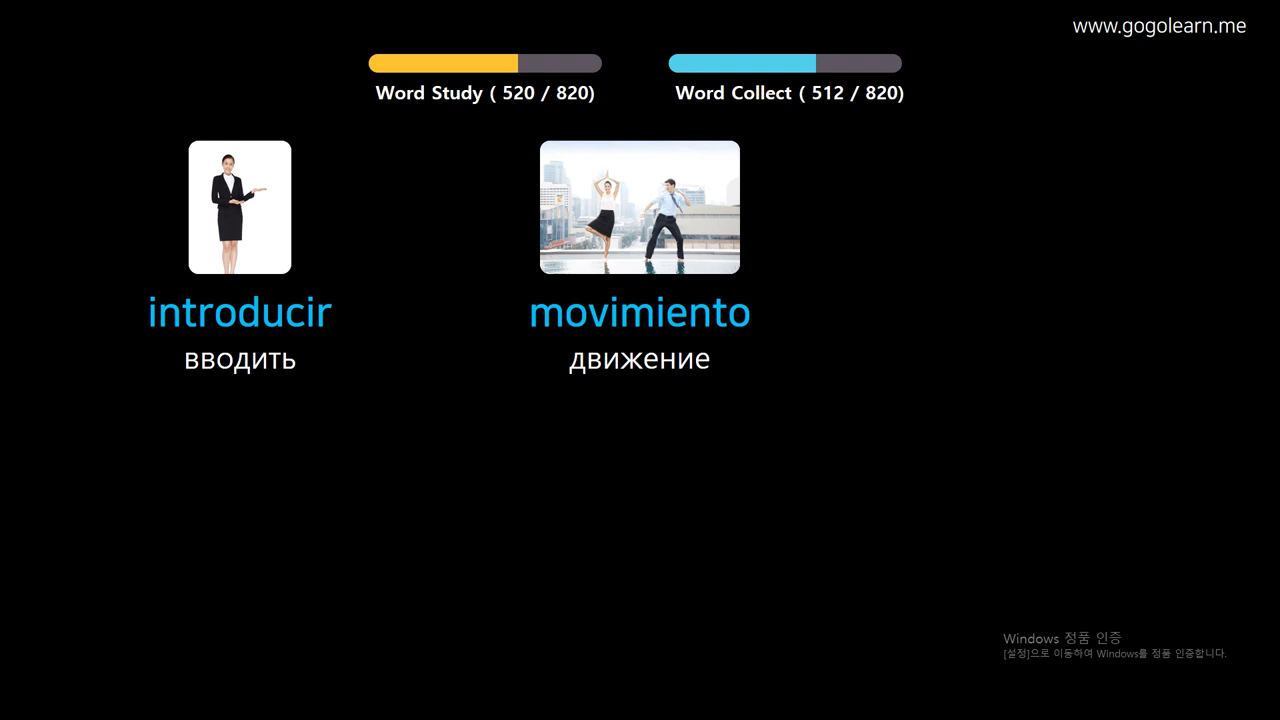 www.gogolearn.me
Word Study ( 520 / 820)
Word Collect ( 512 / 820)
introducir
вводить
movimiento
движение
Windows 정품 인증
[설정]으로 이동하여 Windows를 정품 인증합니다.